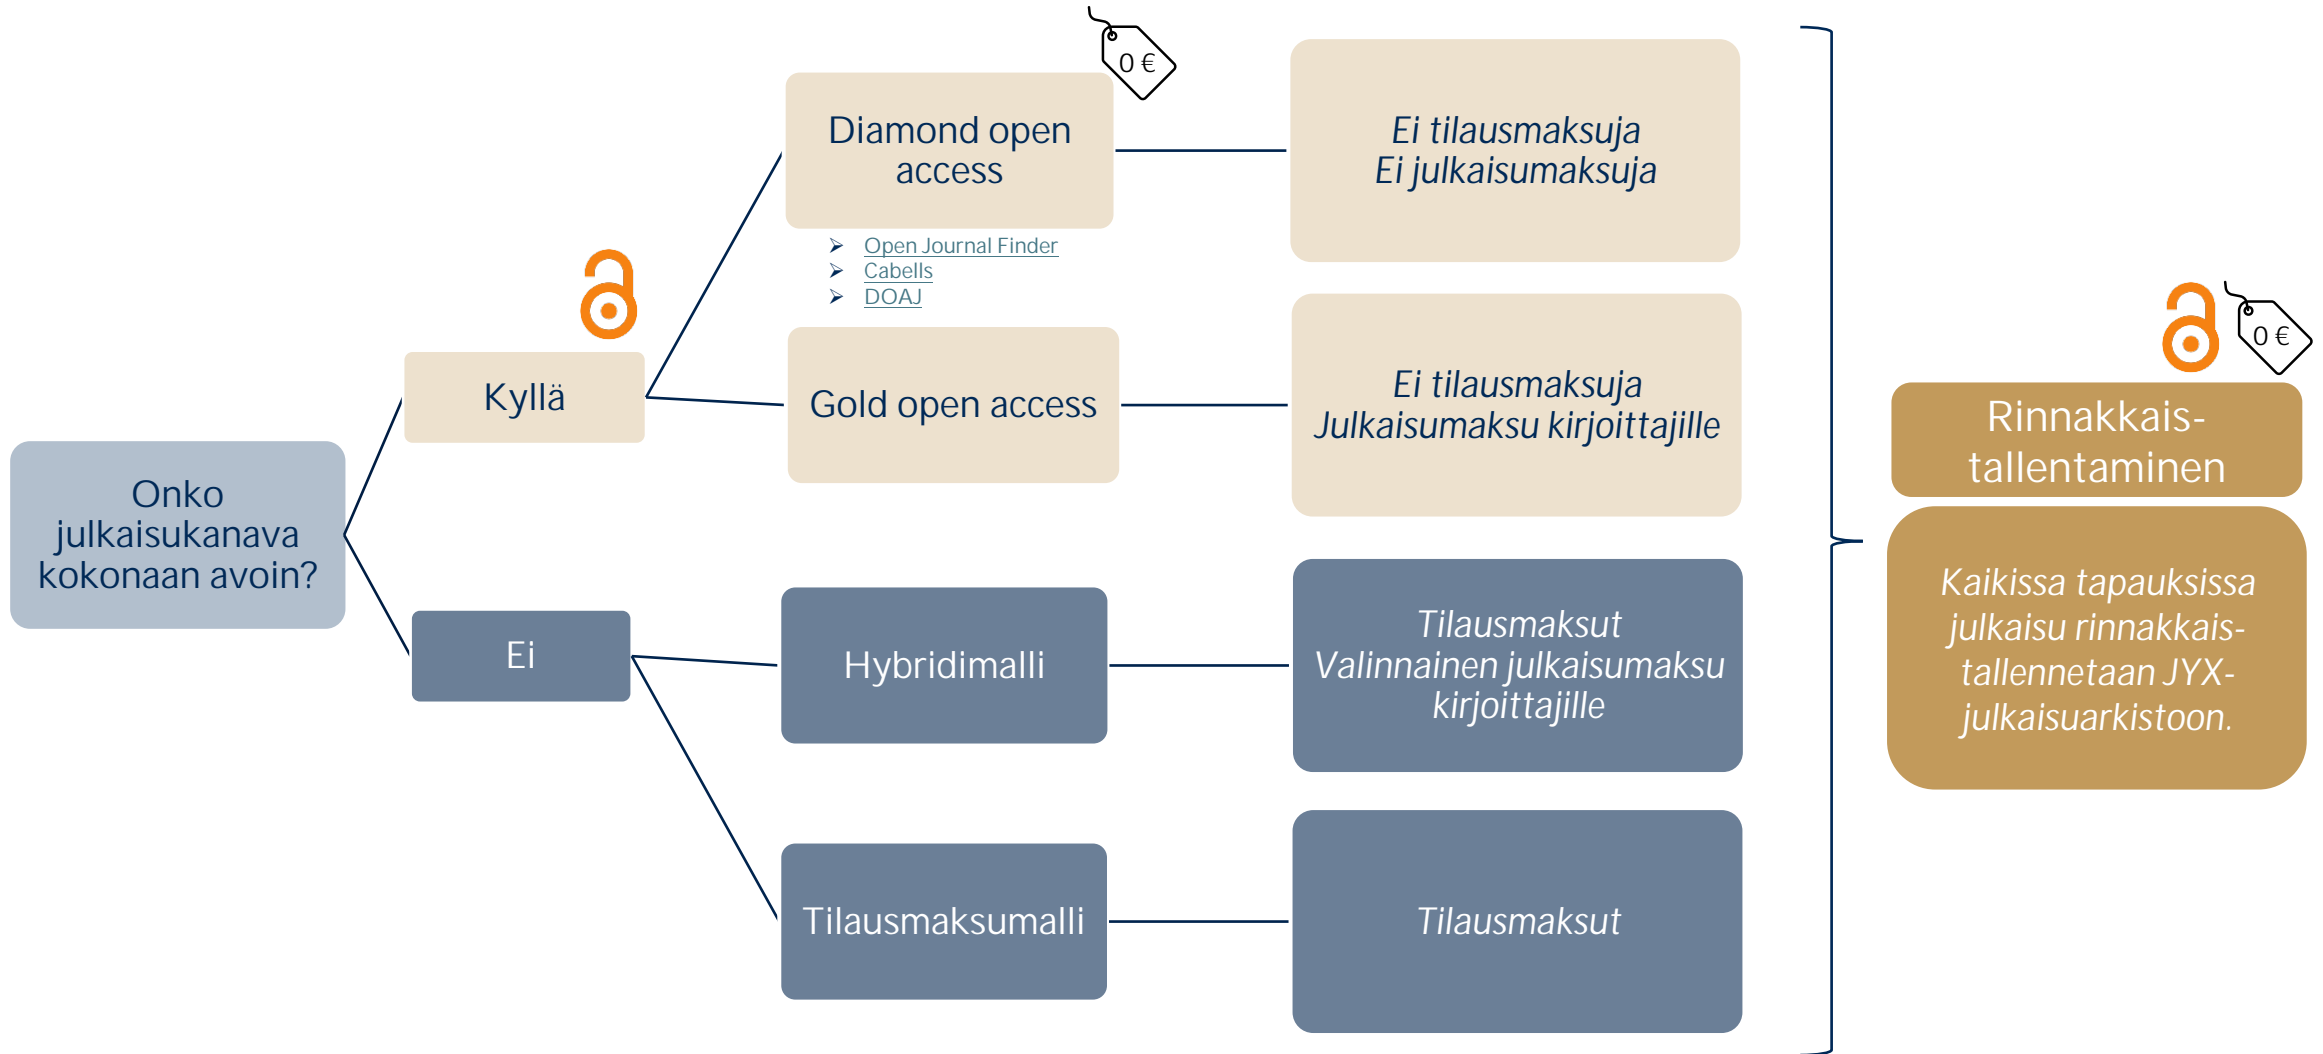 Onko
julkaisukanava
kokonaan avoin?
Kyllä
Ei
0 €
Diamond open
access
➢ Open Journal Finder
➢ Cabells
➢ DOAJ
Gold open access
Hybridimalli
Tilausmaksumalli
Ei tilausmaksuja
Ei julkaisumaksuja
Ei tilausmaksuja
Julkaisumaksu kirjoittajille
Tilausmaksut
Valinnainen julkaisumaksu
kirjoittajille
Tilausmaksut
0 €
Rinnakkais-
tallentaminen
Kaikissa tapauksissa
julkaisu rinnakkais-
tallennetaan JYX-
julkaisuarkistoon.